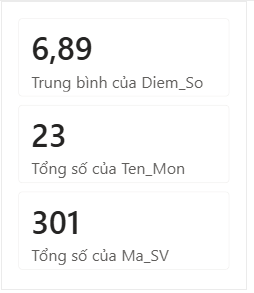 6,89
Trung bình của Diem_So
23
Tổng số của Ten_Mon
301
Tổng số của Ma_SV